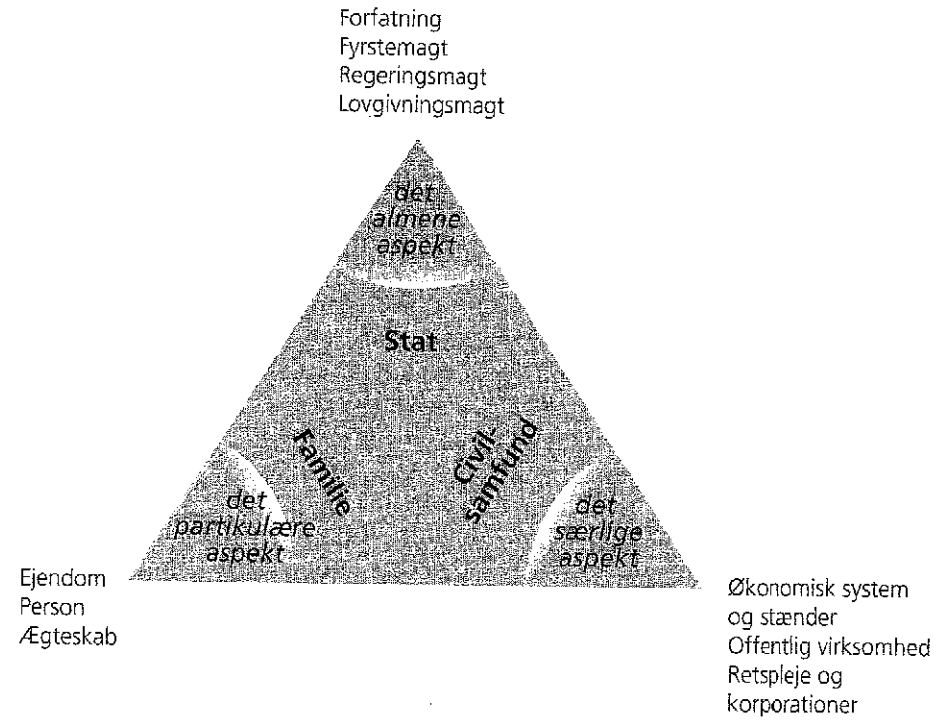 Forfatning
Fyrstemagt
Regeringsmagt
Lovgivningsmagt
det
almene
aspekt
Stat
Familie
Civil-
samfund
det
partikulære
aspekt
det
særlige
aspekt
Ejendom
Person
Ægteskab
Økonomisk system
og stænder
Offentlig virksomhed
Retspleje og
korporationer